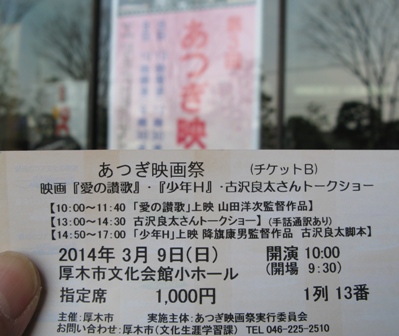 あつぎ映
あつぎ映画祭 (チケットB)
映画『愛の讃歌』・『少年H』・古沢良太さんトークショー
【10:00~11:40 「愛の讃歌」上映 山田洋次監督作品】
【13:00~14:30 古沢良太さんトークショー】(手話通訳あり)
【14:50~17:00 「少年H」上映 降旗康男監督作品 古沢良太脚本】
2014年 3月 9日(日) 開演 10:00
厚木市文化会館小ホール (開場 9:30)
指定席 1,000円 1列 13番
主催:厚木市 実施主体:あつぎ映画祭実行委員会
お問い合わせ:厚木市(文化生涯学習課) TEL 046-225-2510